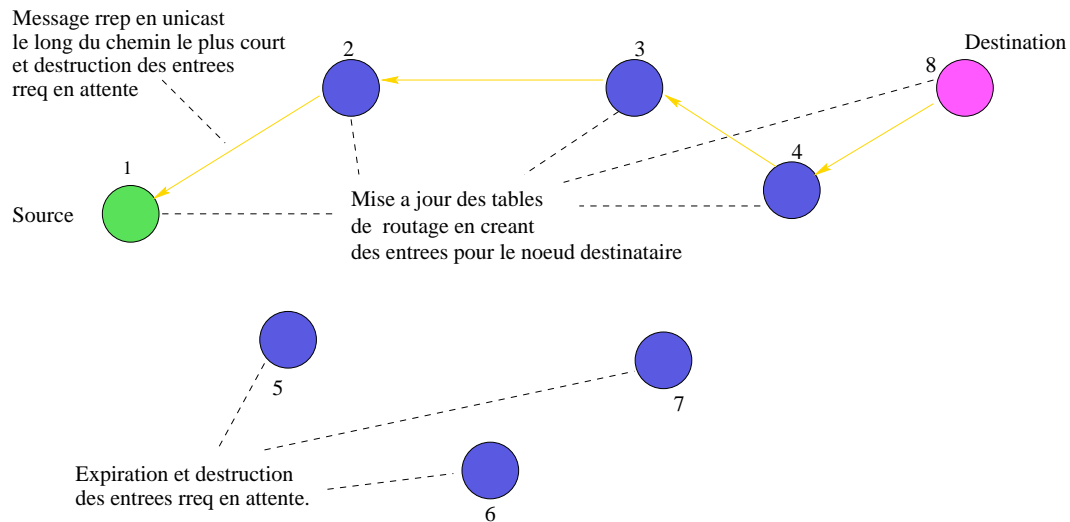 Message rrep en unicast
le long du chemin le plus court
et destruction des entrees
rreq en attente
2
3
Destination
8
4
1
Source
Mise a jour des tables
de routage en creant
des entrees pour le noeud destinataire
5
7
Expiration et destruction
des entrees rreq en attente.
6